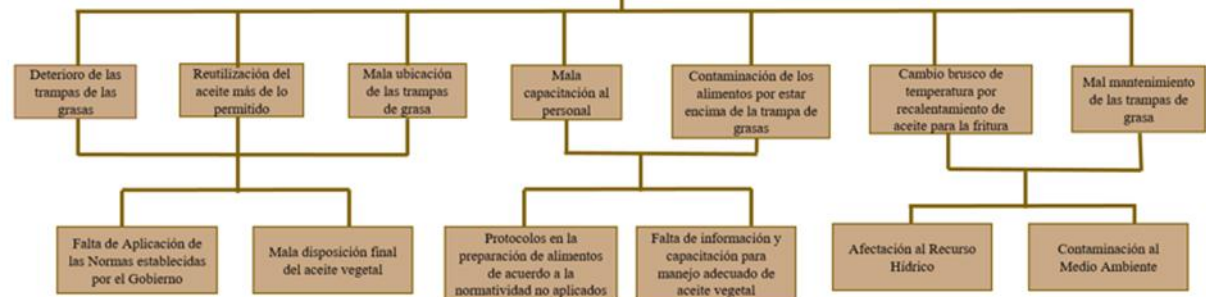 Deterioro de las
trampas de las
grasas
Reutilización del
aceite más de lo
permitido
Mala ubicación
de las trampas
de grasa
Mala
capacitación al
personal
Contaminación de los
alimentos por estar
encima de la trampa de
grasas
Cambio brusco de
temperatura por
recalentamiento de
aceite para la fritura
Mal mantenimiento
de las trampas de
grasa
Falta de Aplicación de
las Normas establecidas
por el Gobierno
Mala disposición final
del aceite vegetal
Protocolos en la
preparación de alimentos
de acuerdo a la
normatividad no aplicados
Falta de información y
capacitación para
manejo adecuado de
aceite vegetal
Afectación al Recurso
Hídrico
Contaminación al
Medio Ambiente